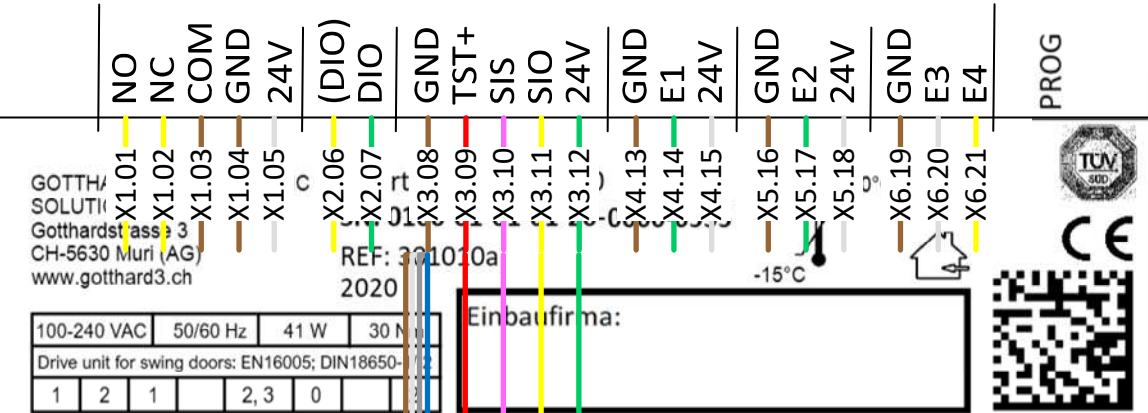 NO NC COM GND 24V (DIO) DIO GND TST+ SIS SIO 24V GND E1 24V GND E2 24V GND E3 E4 PROG
X1.01 X1.02 X1.03 X1.04 X1.05 X2.06 X2.07 X3.08 X3.09 X3.10 X3.11 X3.12 X4.13 X4.14 X4.15 X5.16 X5.17 X5.18 X6.19 X6.20 X6.21
TÜV
SÜD
Gotthardstrasse 3
CH-5630 Muri (AG)
www.gotthard3.ch
REF: 301010a
2020
-15°C
CE
100-240 VAC 50/60 Hz 41 W
Drive unit for swing doors: EN16005; DIN18650-
1 2 1 2, 3 0
Einbaufirma: